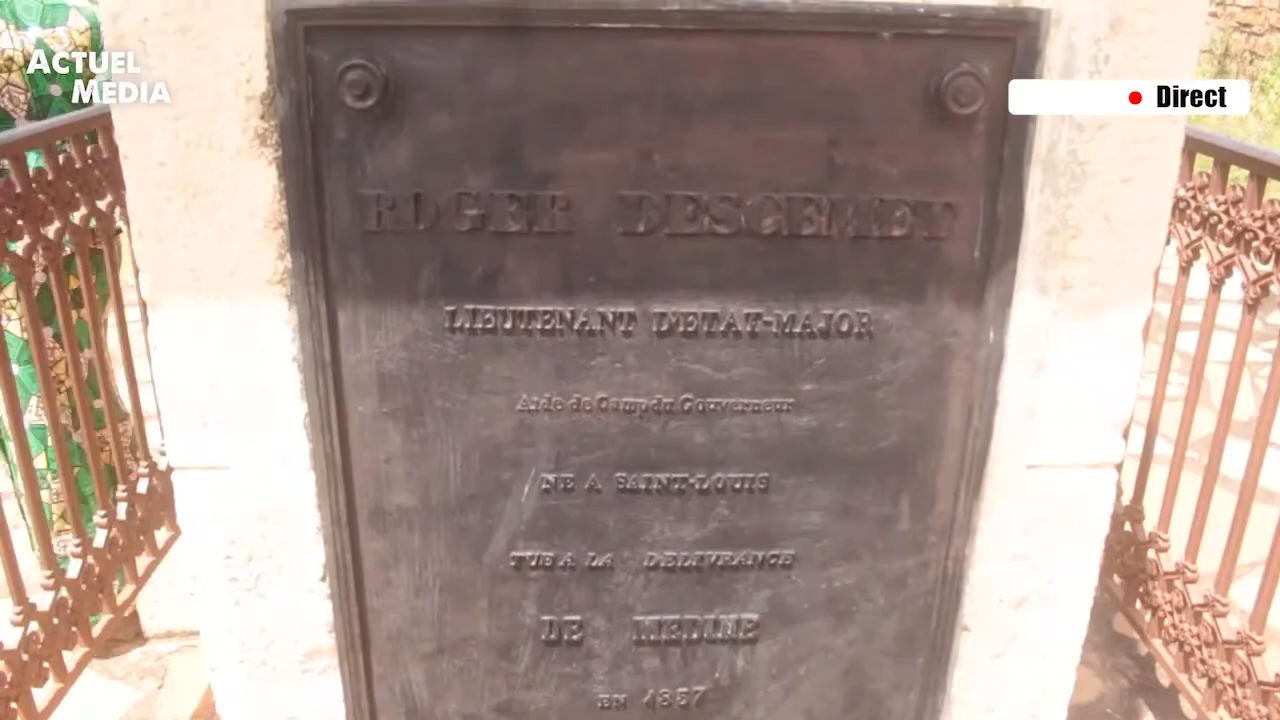 ACTUEL
MEDIA
Direct
ROGER DESCEMET
LIEUTENANT D'ETAT-MAJOR
Aide de Camp du Gouverneur
NE A SAINT-LOUIS
TUE A LA DELIVRANCE
DE MEDINE
EN 1857